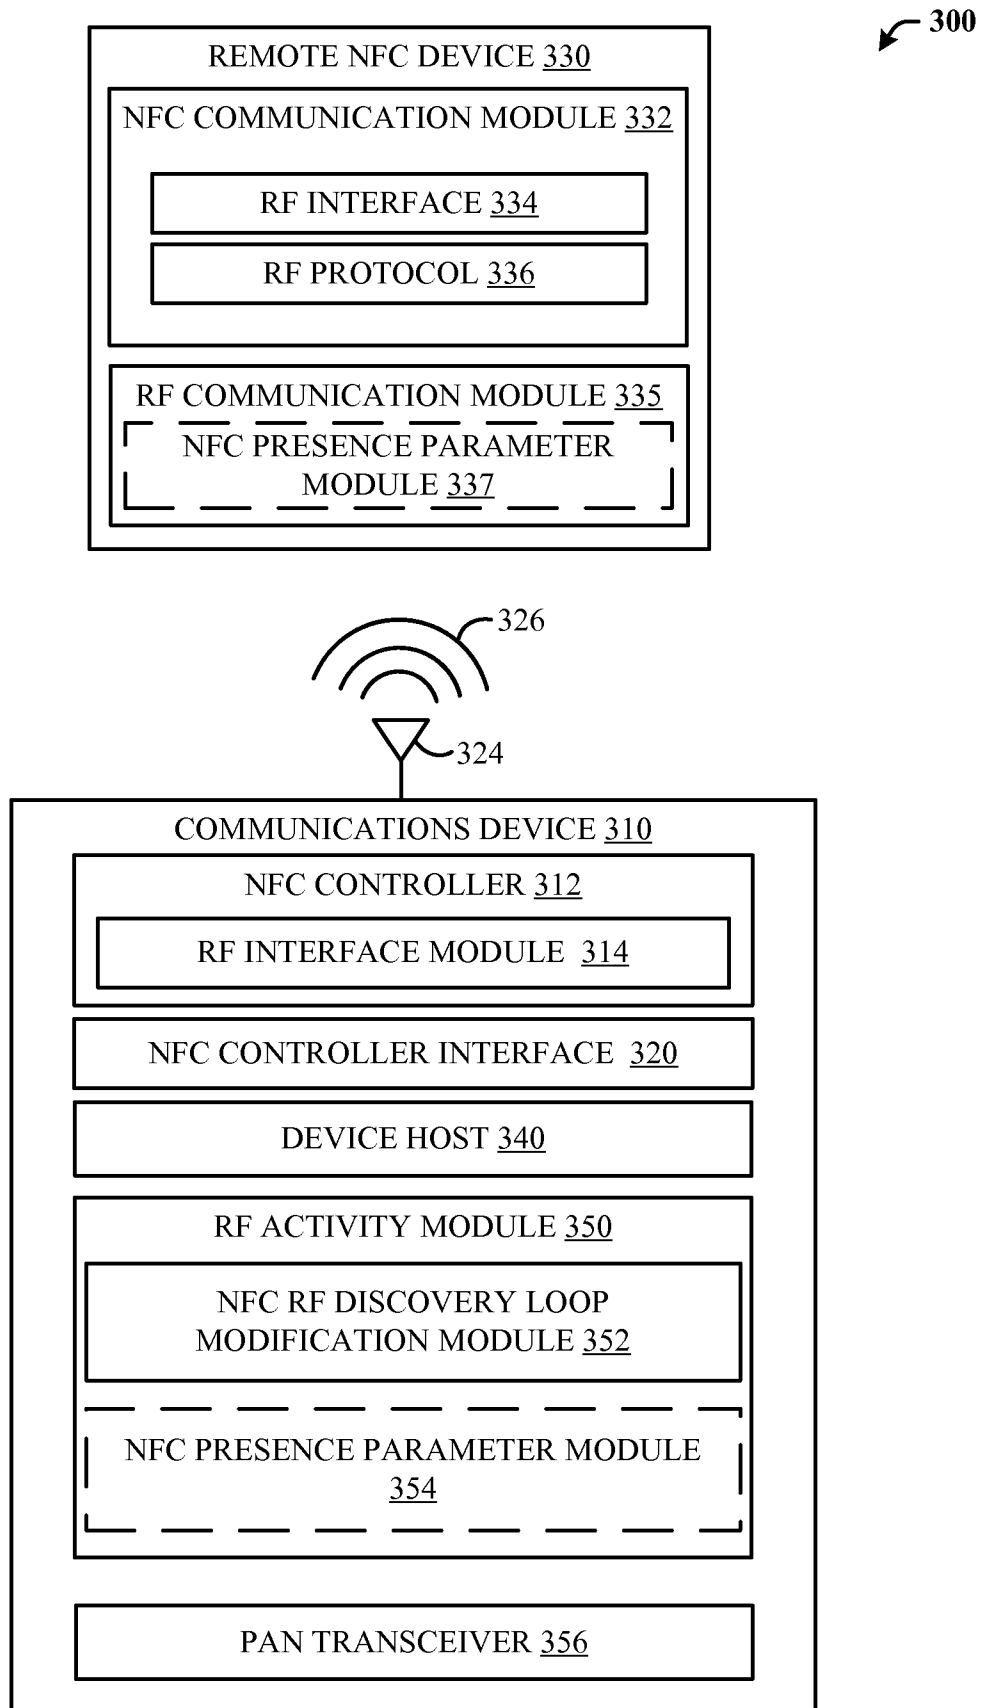 300
REMOTE NFC DEVICE 330
NFC COMMUNICATION MODULE 332
RF INTERFACE 334
RF PROTOCOL 336
RF COMMUNICATION MODULE 335
NFC PRESENCE PARAMETER
MODULE 337
326
324
COMMUNICATIONS DEVICE 310
NFC CONTROLLER 312
RF INTERFACE MODULE 314
NFC CONTROLLER INTERFACE 320
DEVICE HOST 340
RF ACTIVITY MODULE 350
NFC RF DISCOVERY LOOP
MODIFICATION MODULE 352
NFC PRESENCE PARAMETER MODULE
354
PAN TRANSCEIVER 356